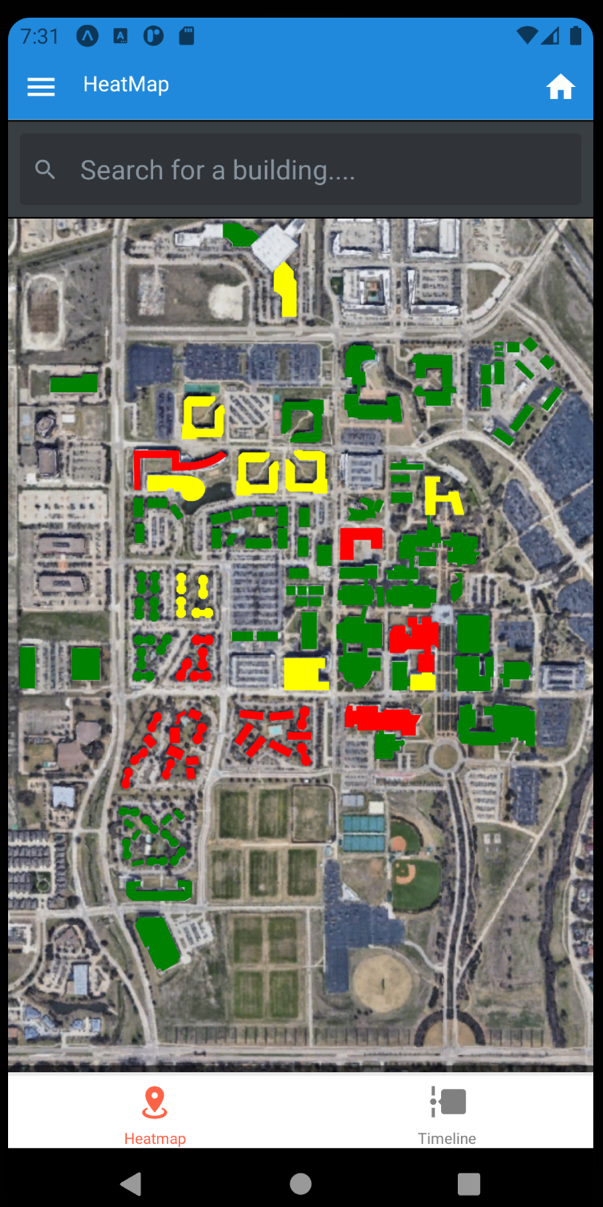 7:31
HeatMap
Search for a building....
Heatmap
Timeline